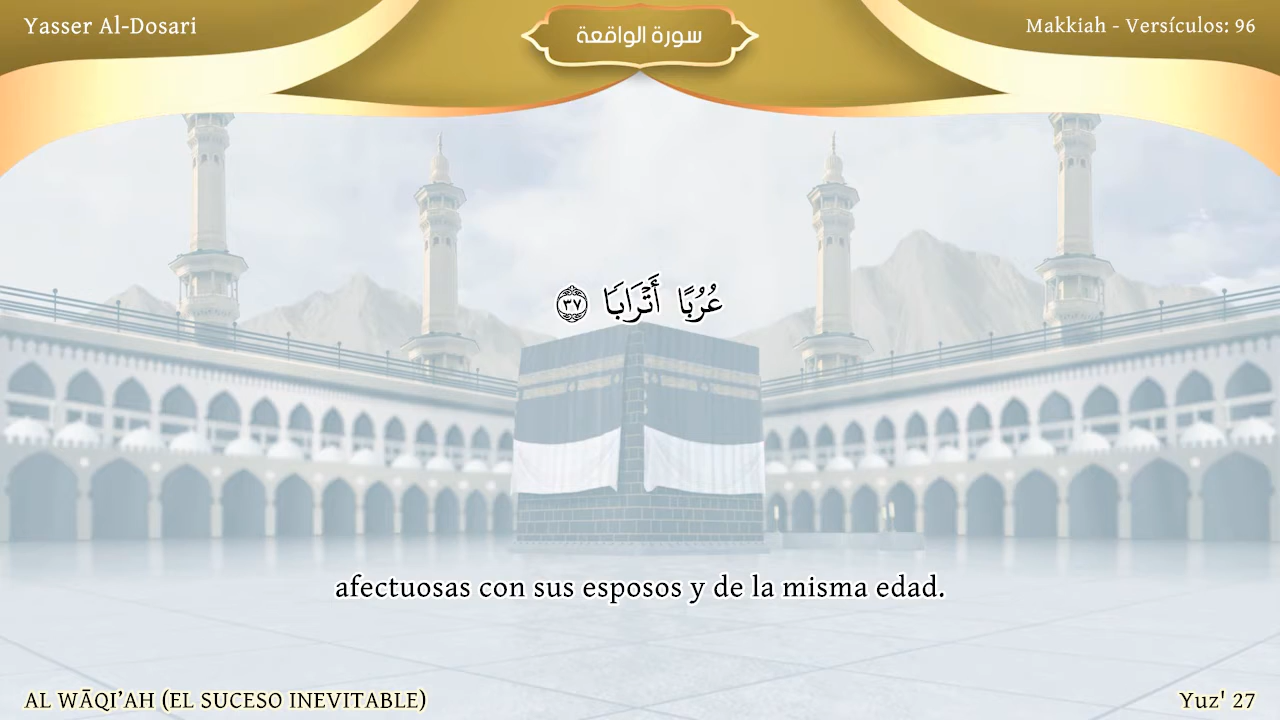 Yasser Al-Dosari
سورة الواقعة
Makkiah - Versículos: 96
عُرُبًا أَتْرَابًا ٣٧
afectuosas con sus esposos y de la misma edad.
AL WĀQI’AH (EL SUCESO INEVITABLE)
Yuz' 27